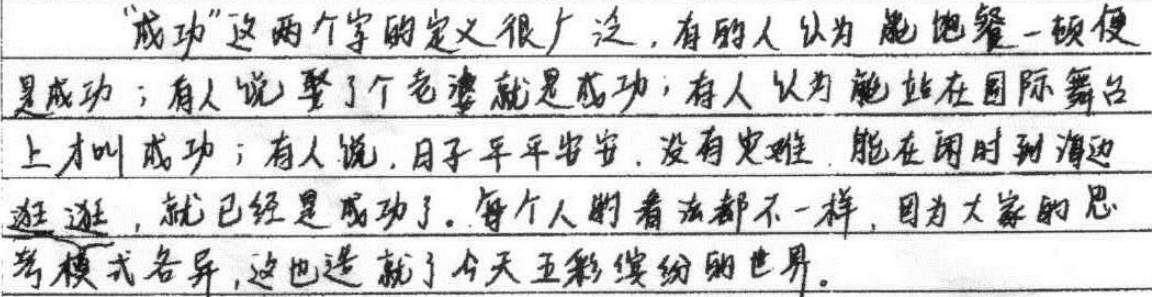 “成功”这两个字的定义很广泛，有的人认为能饱餐一顿便
是成功；有人说娶了个老婆就是成功；有人认为能站在国际舞台
上才叫成功；有人说，日子平平安安，没有灾难，能在闲时到海边
逛逛，就已经是成功了。每个人的看法都不一样，因为大家的思
考模式各异，这也造就了今天五彩缤纷的世界。